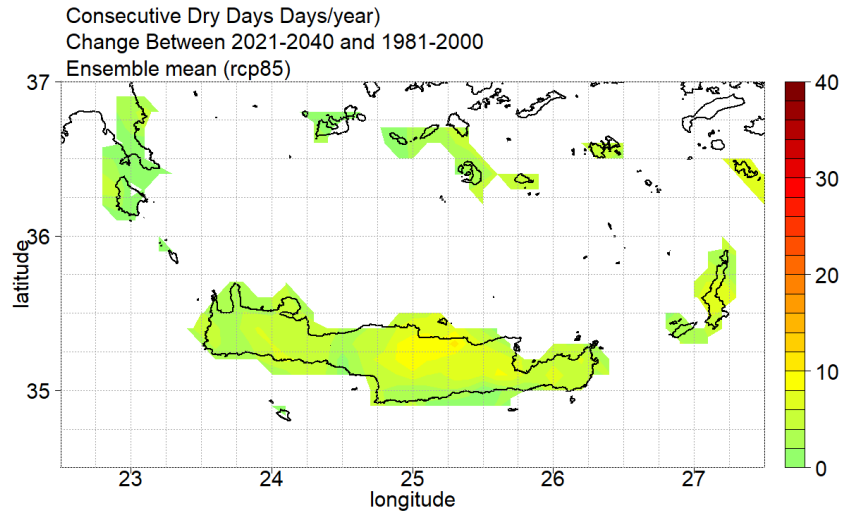 Consecutive Dry Days Days/year)
Change Between 2021-2040 and 1981-2000
Ensemble mean (rcp85)
37
36
35
latitude
23
24
25
26
27
longitude
40
30
20
10
0